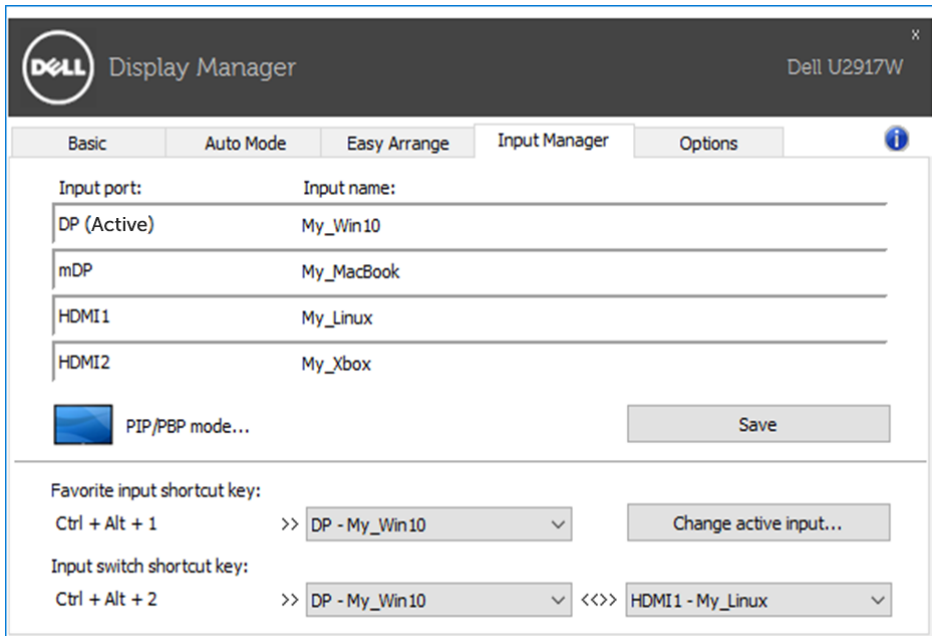 x
DELL Display Manager Dell U2917W
Basic Auto Mode Easy Arrange Input Manager Options i
Input port: Input name:
DP (Active) My_Win10
mDP My_MacBook
HDMI1 My_Linux
HDMI2 My_Xbox
PIP/PBP mode... Save
Favorite input shortcut key:
Ctrl + Alt + 1 >> DP - My_Win10 Change active input...
Input switch shortcut key:
Ctrl + Alt + 2 >> DP - My_Win10 <<>> HDMI1 - My_Linux